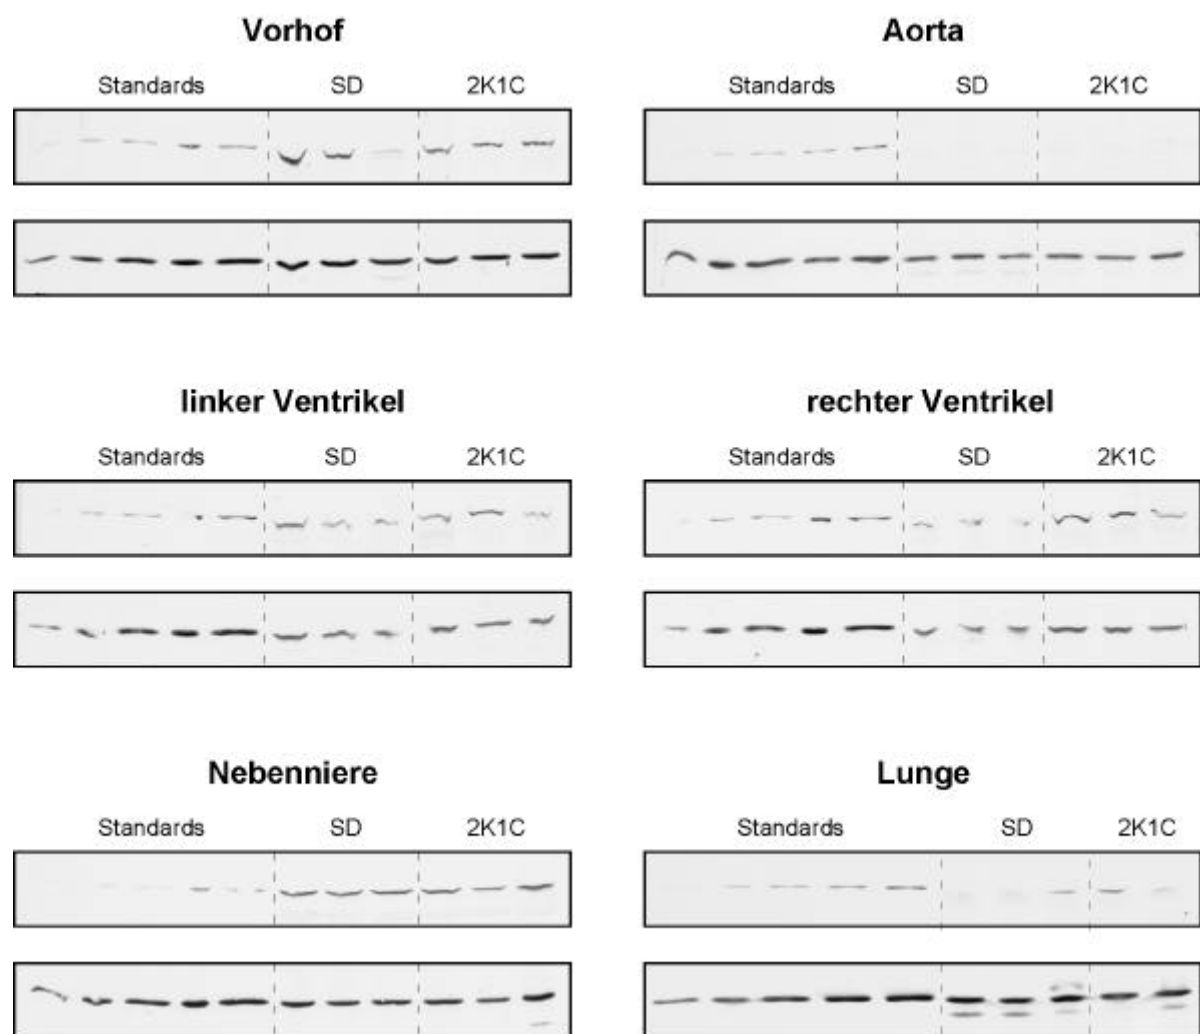 Vorhof
Standards SD 2K1C
Aorta
Standards SD 2K1C
linker Ventrikel
Standards SD 2K1C
rechter Ventrikel
Standards SD 2K1C
Nebenniere
Standards SD 2K1C
Lunge
Standards SD 2K1C